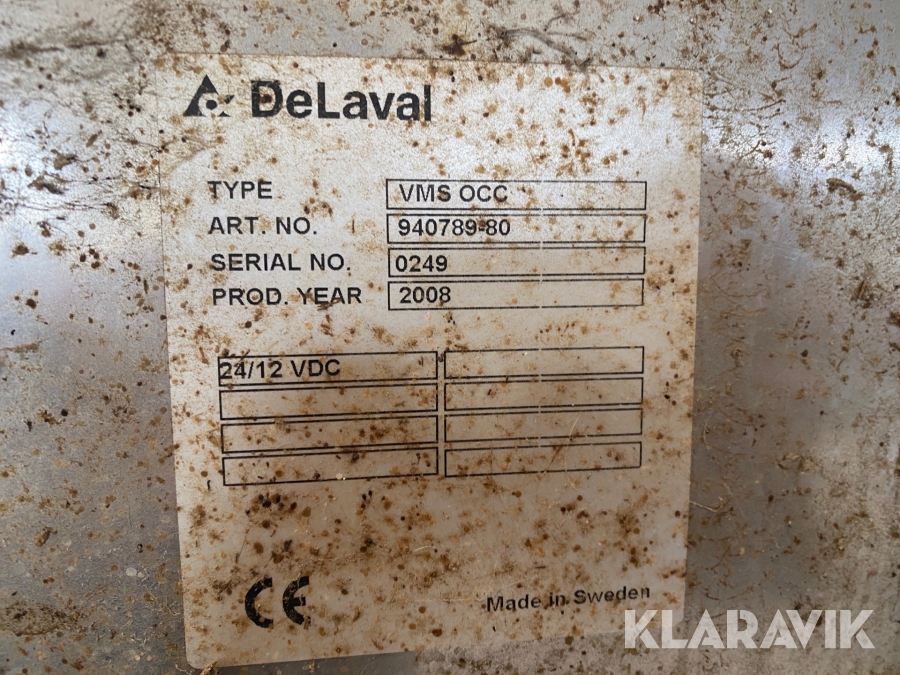 DeLaval
TYPE VMS OCC
ART. NO. 940789-80
SERIAL NO. 0249
PROD. YEAR 2008
24/12 VDC
CE
Made in Sweden
KLARAVIK